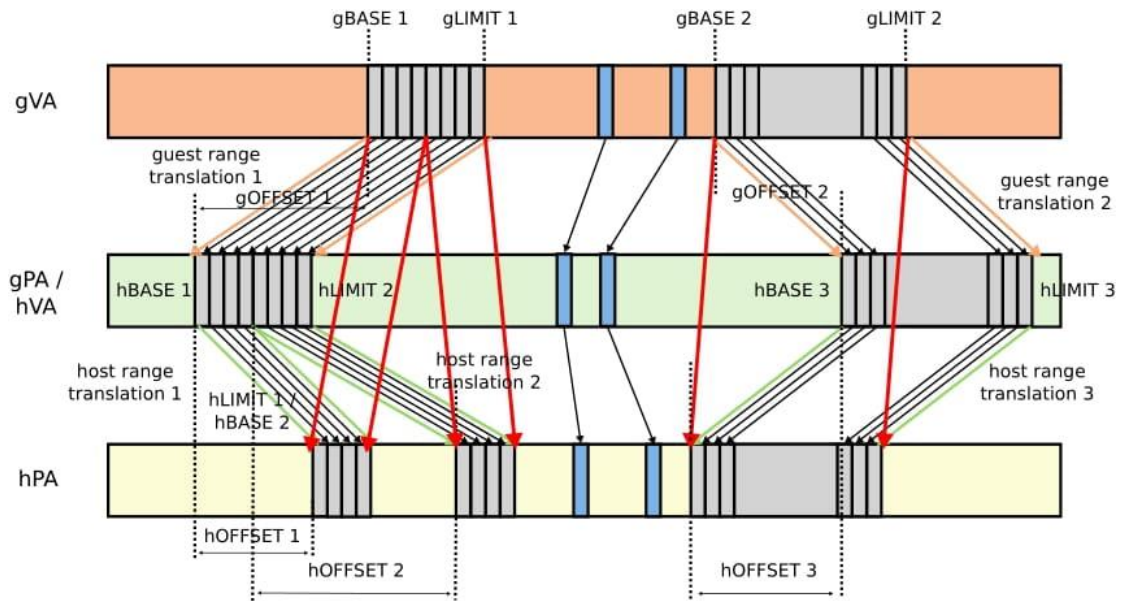 gBASE 1
gLIMIT 1
gBASE 2
gLIMIT 2
gVA
guest range
translation 1
gOFFSET 1
gOFFSET 2
guest range
translation 2
gPA /
hVA
hBASE 1
hLIMIT 2
hBASE 3
hLIMIT 3
host range
translation 1
hLIMIT 1 /
hBASE 2
host range
translation 2
host range
translation 3
hPA
hOFFSET 1
hOFFSET 2
hOFFSET 3